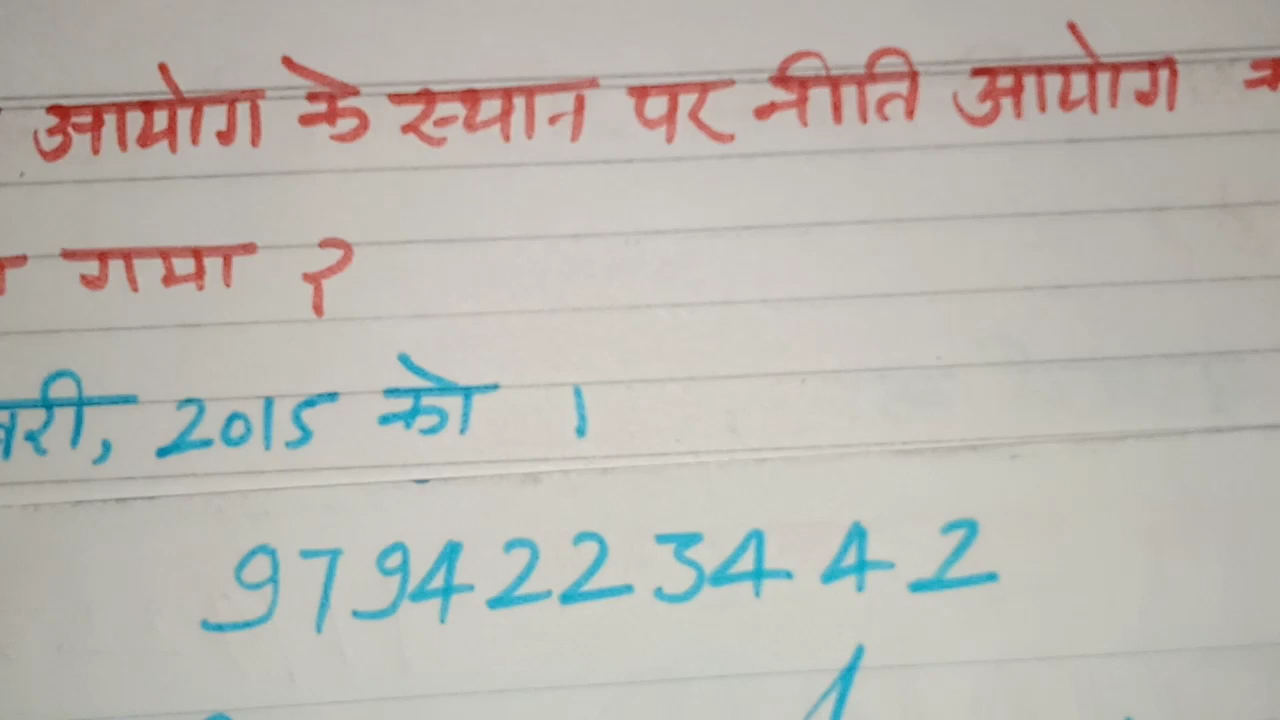 आयोग के स्थान पर नीति आयोग
गया ?
2015 को ।
9794223442